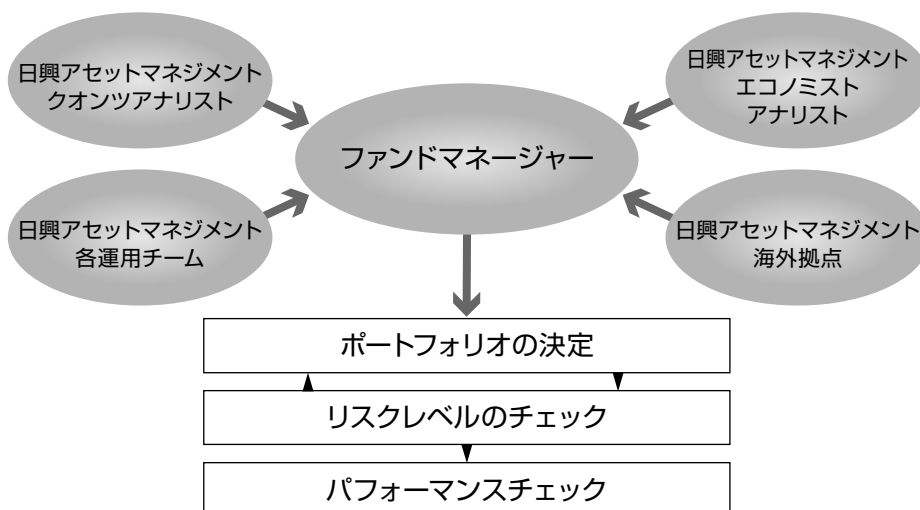 日興アセットマネジメント
クオンツアナリスト
日興アセットマネジメント
エコノミスト
アナリスト
ファンドマネージャー
日興アセットマネジメント
各運用チーム
日興アセットマネジメント
海外拠点
ポートフォリオの決定
リスクレベルのチェック
パフォーマンスチェック